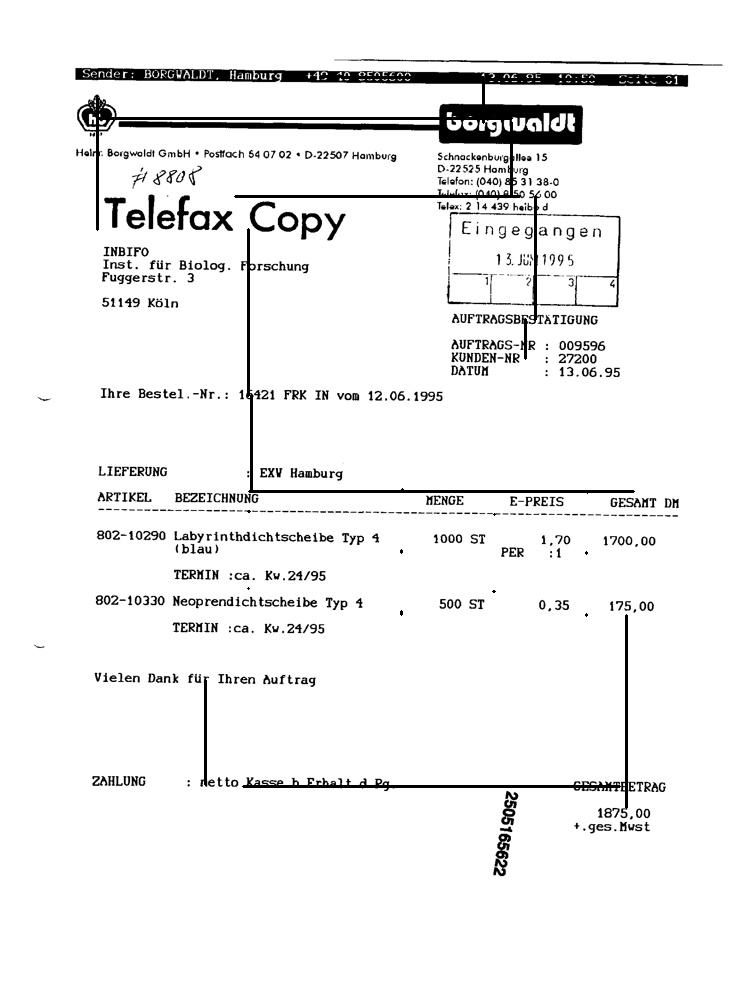 Sender: BORGWALDT, Hamburg +49 40 8505600 13.06.95 10:50 Seite 01
borgwaldt
Heinr. Borgwaldt GmbH • Postfach 54 07 02 • D-22507 Hamburg
Schnackenburgallee 15
D-22525 Hamburg
Telefon: (040) 85 31 38-0
Telefax: (040) 8 50 56 00
Telex: 2 14 439 heibo d
# 8808
Telefax Copy
Eingegangen
13. JUN 1995
1 2 3 4
INBIFO
Inst. für Biolog. Forschung
Fuggerstr. 3
51149 Köln
AUFTRAGSBESTÄTIGUNG
AUFTRAGS-NR : 009596
KUNDEN-NR : 27200
DATUM : 13.06.95
Ihre Bestel.-Nr.: 16421 FRK IN vom 12.06.1995
LIEFERUNG : EXW Hamburg
ARTIKEL BEZEICHNUNG MENGE E-PREIS GESAMT DM
802-10290 Labyrinthdichtscheibe Typ 4 1000 ST 1,70 1700,00
(blau) PER :1
TERMIN :ca. Kw.24/95
802-10330 Neoprendichtscheibe Typ 4 500 ST 0,35 175,00
TERMIN :ca. Kw.24/95
Vielen Dank für Ihren Auftrag
ZAHLUNG : netto Kasse b Erhalt d Rg. GESAMTBETRAG
1875,00
+.ges.Mwst
2505165622